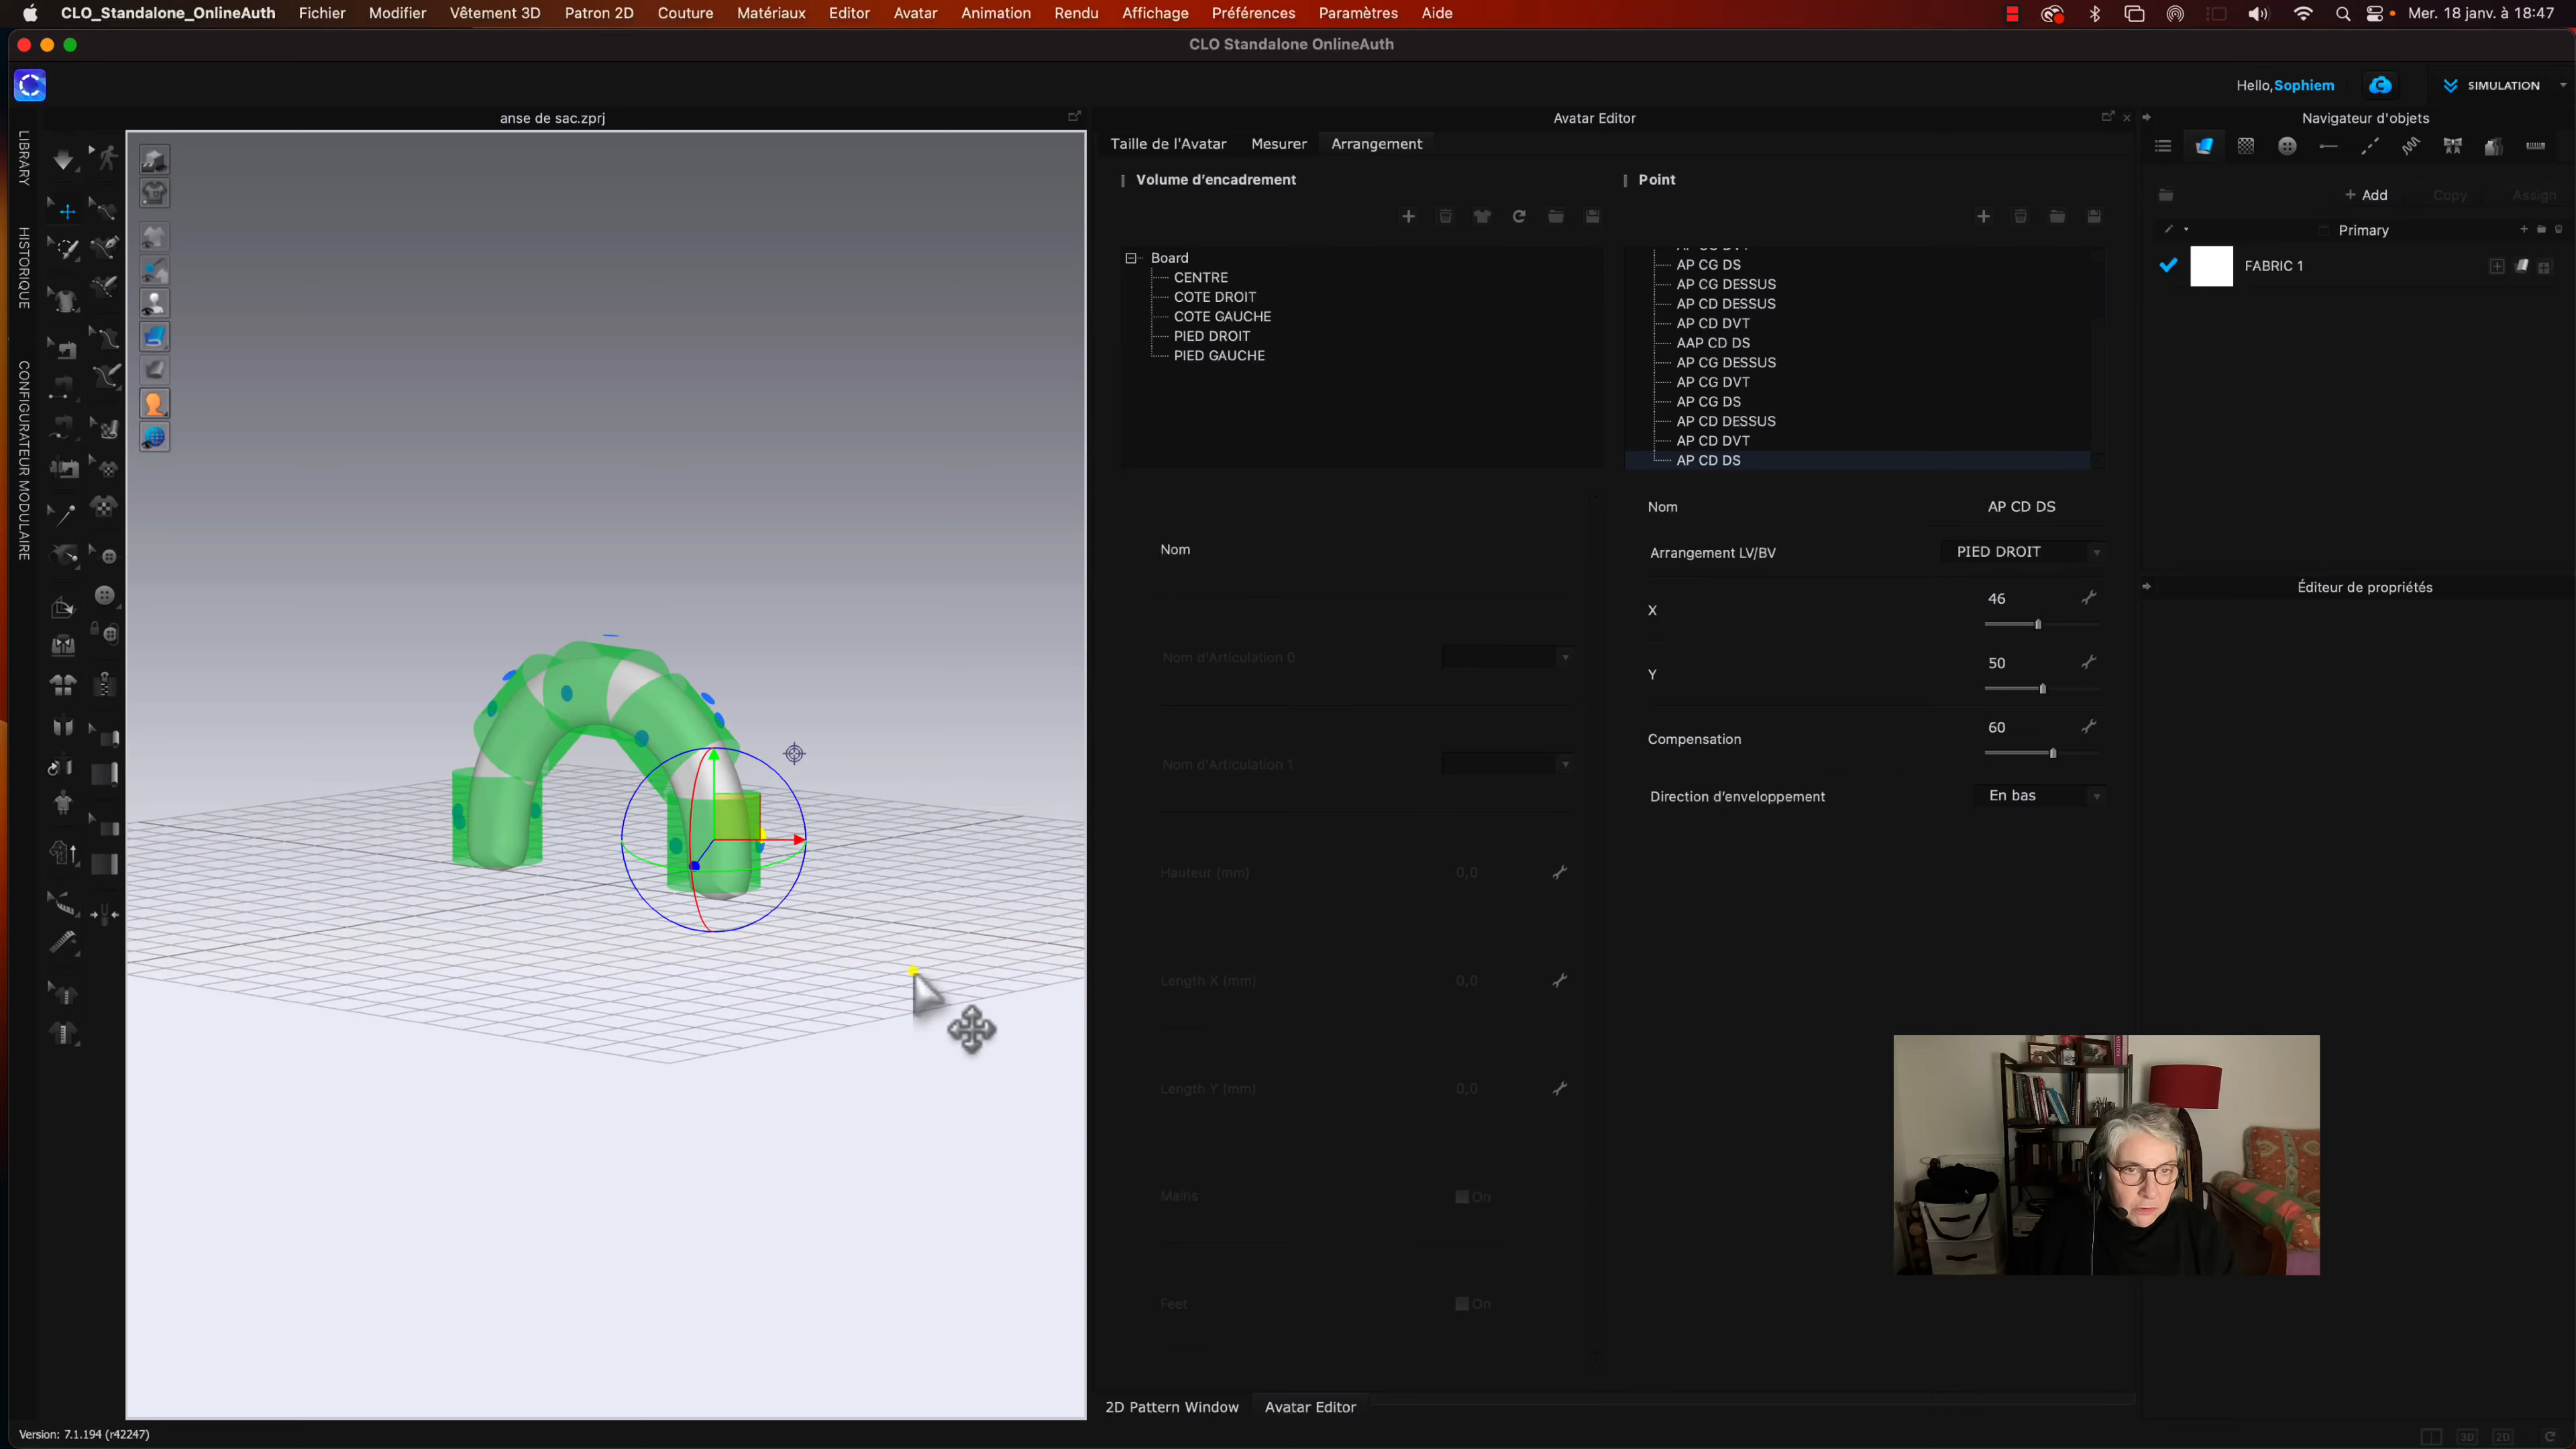 CLO_Standalone_OnlineAuth Fichier Modifier Vêtement 3D Patron 2D Couture Matériaux Editor Avatar Animation Rendu Affichage Préférences Paramètres Aide Mer. 18 janv. à 18:47
CLO Standalone OnlineAuth
Hello,Sophiem SIMULATION
anse de sac.zprj
Avatar Editor
Navigateur d'objets
LIBRARY
HISTORIQUE
CONFIGURATEUR MODULAIRE
Taille de l'Avatar Mesurer Arrangement
Volume d'encadrement
Point
+ Add Copy Assign
Primary
FABRIC 1
Board
CENTRE
COTE DROIT
COTE GAUCHE
PIED DROIT
PIED GAUCHE
AP CG DS
AP CG DESSUS
AP CD DESSUS
AP CD DVT
AAP CD DS
AP CG DESSUS
AP CG DVT
AP CG DS
AP CD DESSUS
AP CD DVT
AP CD DS
Nom
Nom d'Articulation 0
Nom d'Articulation 1
Hauteur (mm) 0,0
Length X (mm) 0,0
Length Y (mm) 0,0
Mains On
Feet On
Nom AP CD DS
Arrangement LV/BV PIED DROIT
X 46
Y 50
Compensation 60
Direction d'enveloppement En bas
Éditeur de propriétés
2D Pattern Window Avatar Editor
Version: 7.1.194 (r42247)
3D 2D